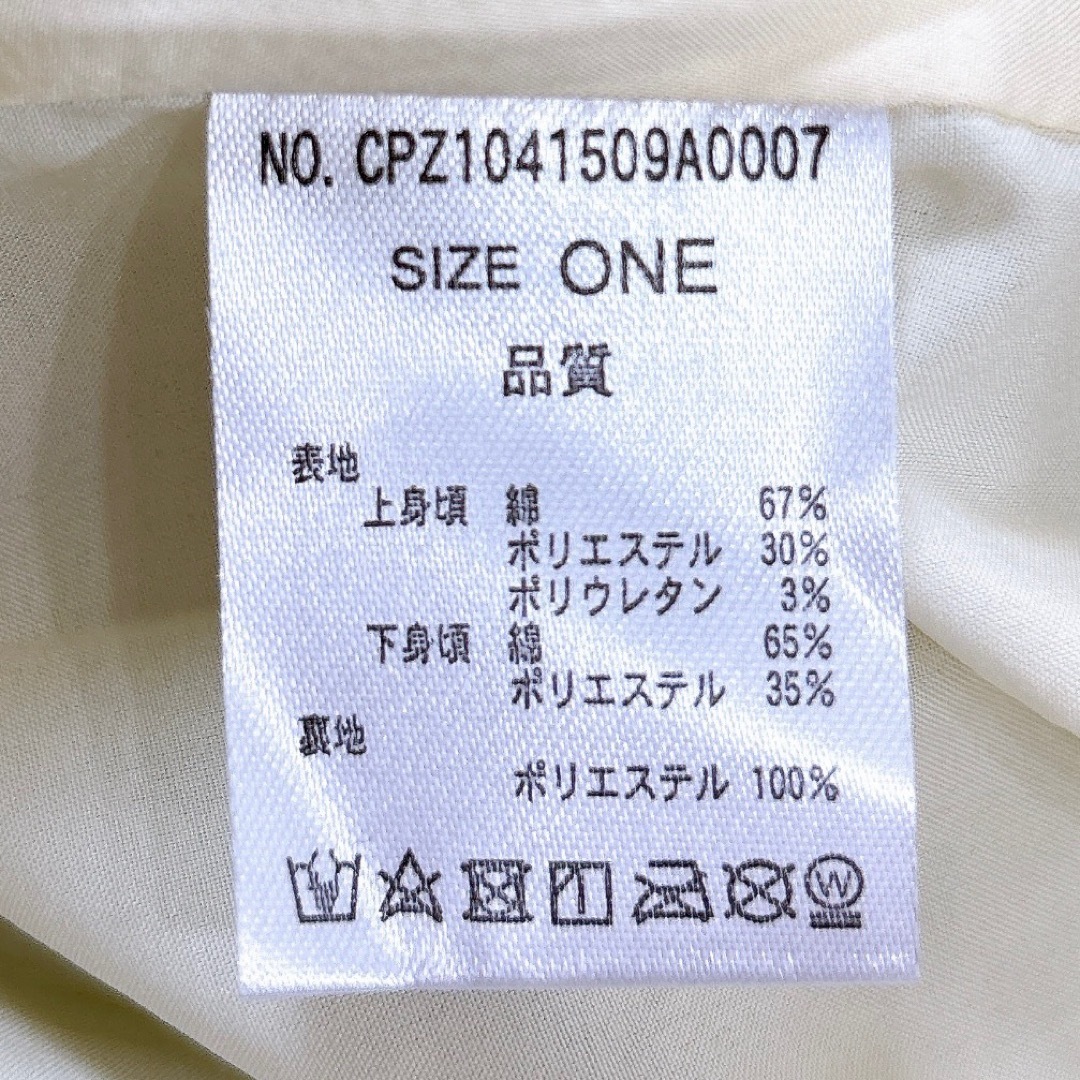 NO. CPZ1041509A0007
SIZE ONE
品質
表地
上身頃 綿 67%
ポリエステル 30%
ポリウレタン 3%
下身頃 綿 65%
ポリエステル 35%
裏地
ポリエステル 100%
W